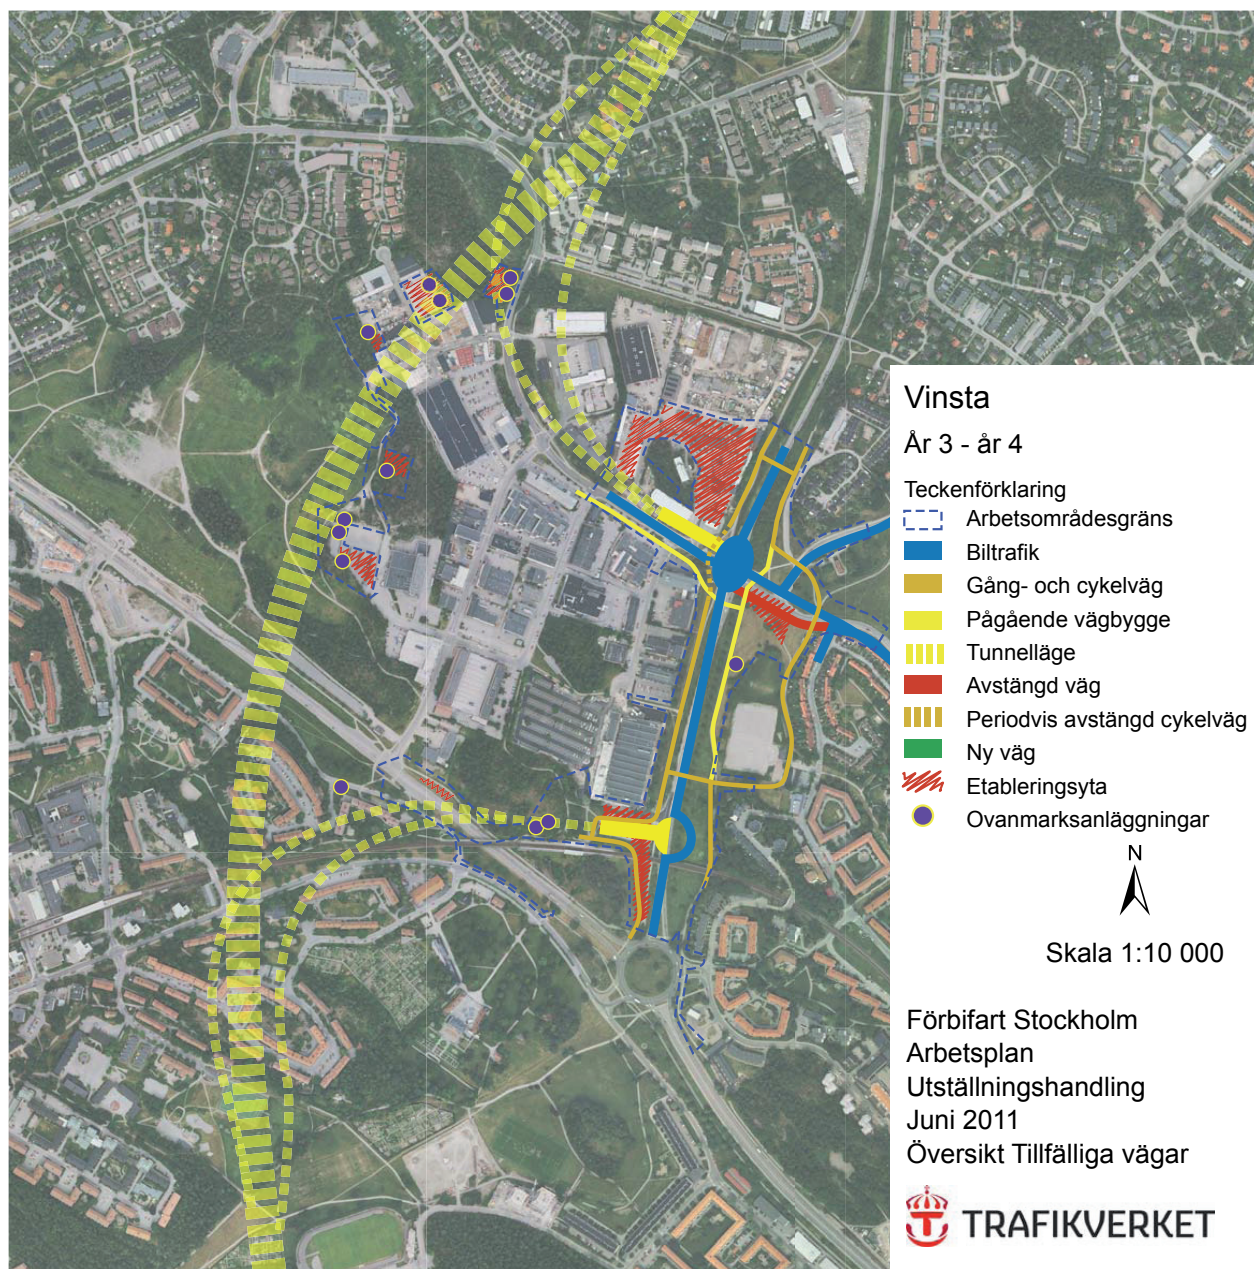 Vinsta
År 3 - år 4
Teckenförklaring
Arbetsområdesgräns
Biltrafik
Gång- och cykelväg
Pågående vägbygge
Tunnelläge
Avstängd väg
Periodvis avstängd cykelväg
Ny väg
Etableringsyta
Ovanmarksanläggningar
N
Skala 1:10 000
Förbifart Stockholm
Arbetsplan
Utställningshandling
Juni 2011
Översikt Tillfälliga vägar
TRAFIKVERKET